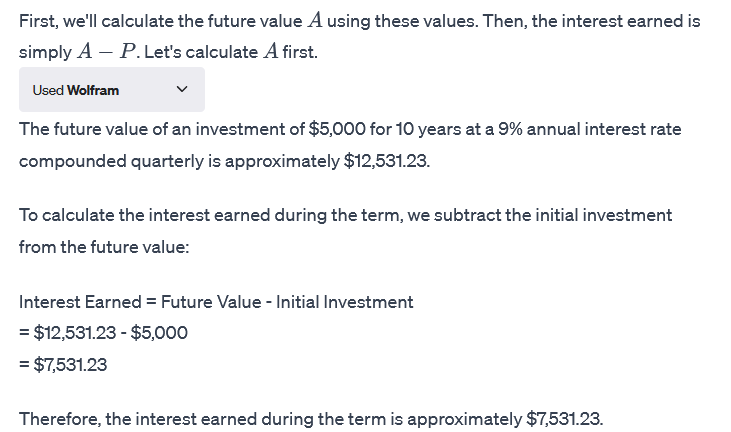 First, we'll calculate the future value A using these values. Then, the interest earned is
simply A − P. Let's calculate A first.
Used Wolfram
The future value of an investment of $5,000 for 10 years at a 9% annual interest rate
compounded quarterly is approximately $12,531.23.
To calculate the interest earned during the term, we subtract the initial investment
from the future value:
Interest Earned = Future Value - Initial Investment
= $12,531.23 - $5,000
= $7,531.23
Therefore, the interest earned during the term is approximately $7,531.23.